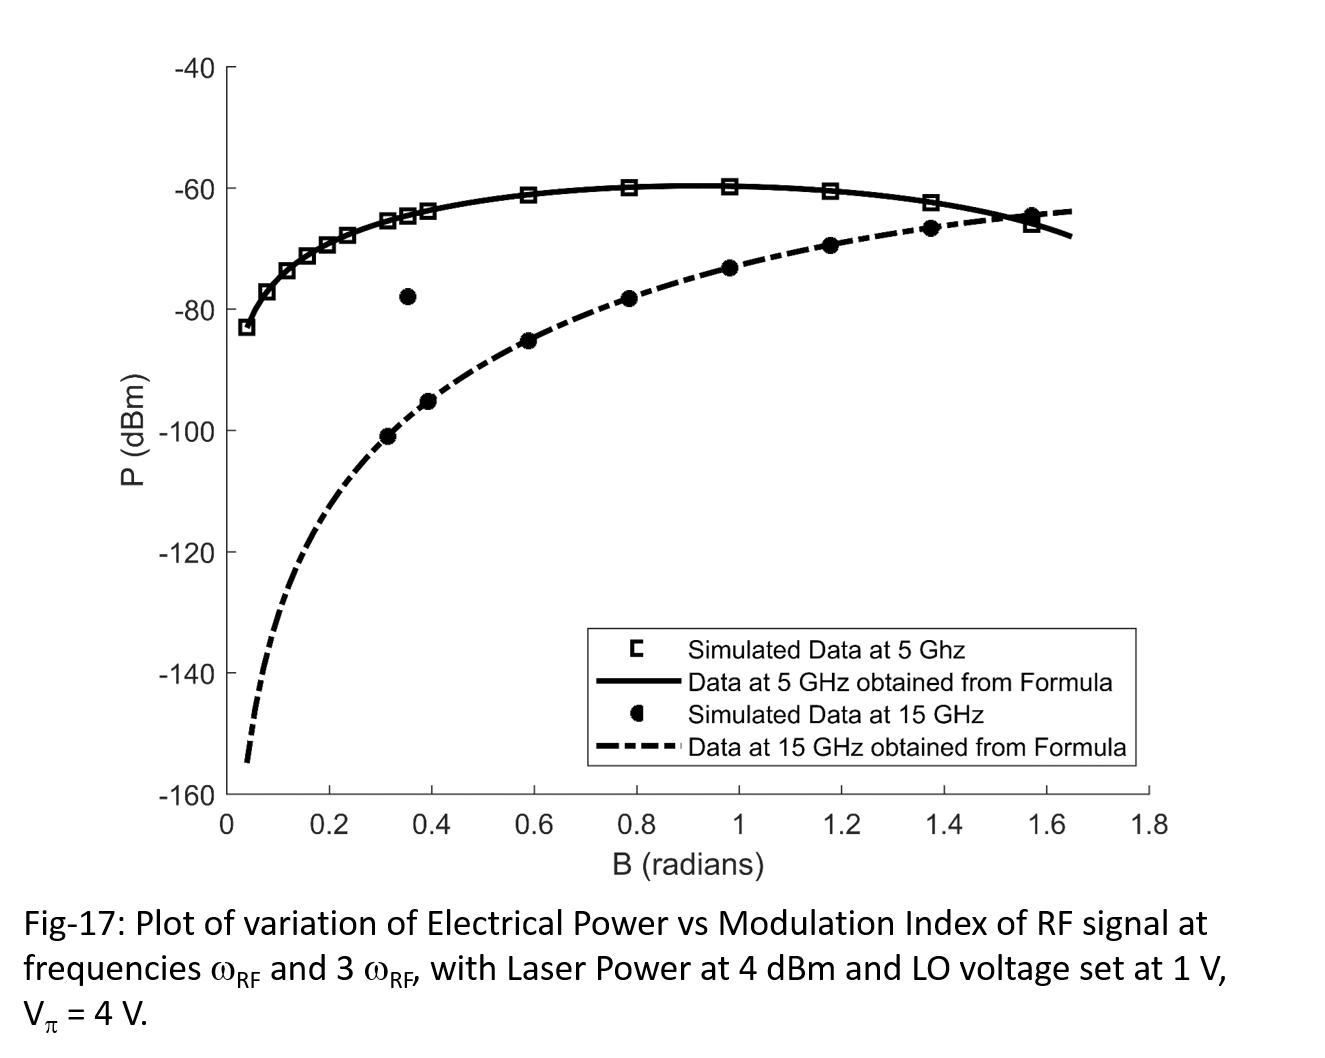 -40
-60
-80
-100
-120
-140
-160
P (dBm)
0 0.2 0.4 0.6 0.8 1 1.2 1.4 1.6 1.8
B (radians)
Simulated Data at 5 Ghz
Data at 5 GHz obtained from Formula
Simulated Data at 15 GHz
Data at 15 GHz obtained from Formula
Fig-17: Plot of variation of Electrical Power vs Modulation Index of RF signal at
frequencies ωRF and 3 ωRF, with Laser Power at 4 dBm and LO voltage set at 1 V,
Vπ = 4 V.